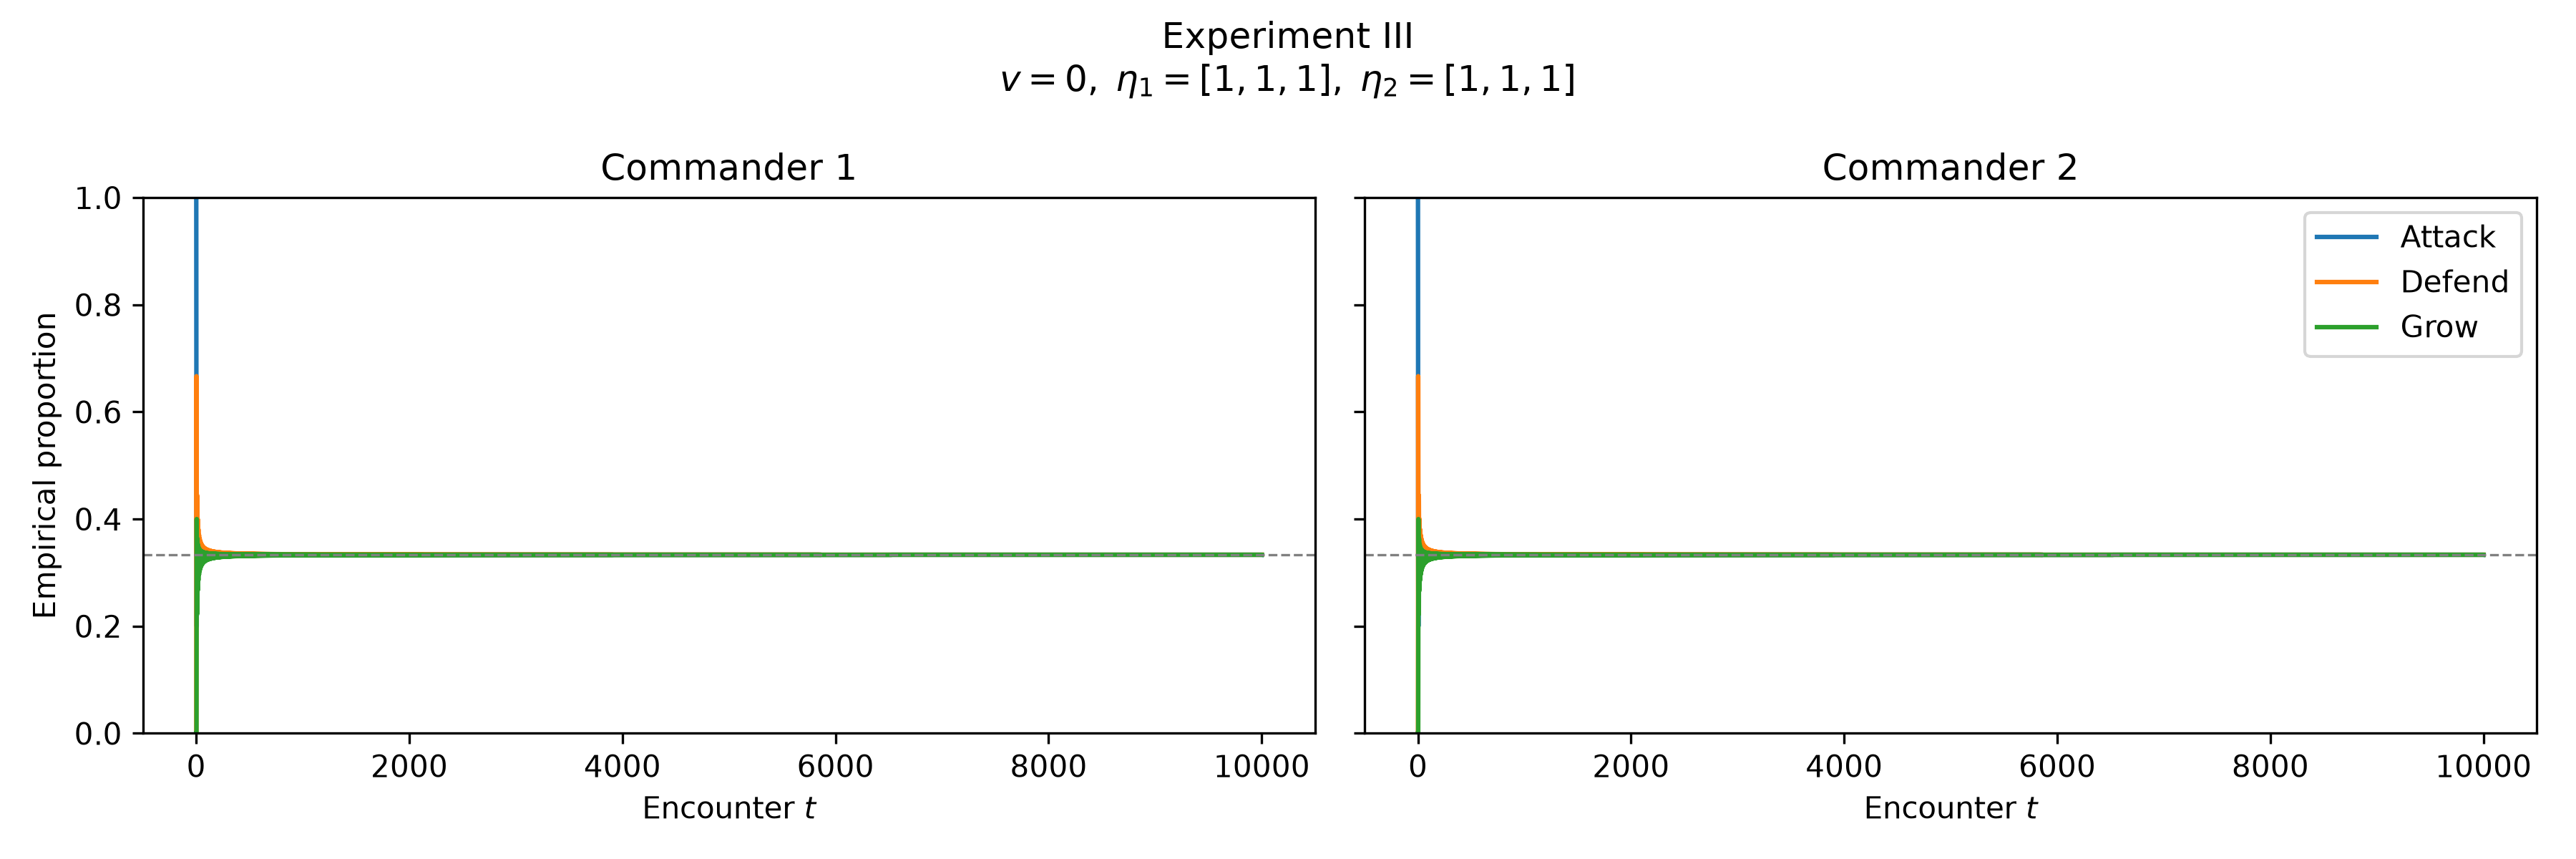 Experiment III
v = 0, η₁ = [1, 1, 1], η₂ = [1, 1, 1]
Commander 1
Commander 2
Empirical proportion
1.0
0.8
0.6
0.4
0.2
0.0
0 2000 4000 6000 8000 10000
Encounter t
Attack
Defend
Grow
0 2000 4000 6000 8000 10000
Encounter t